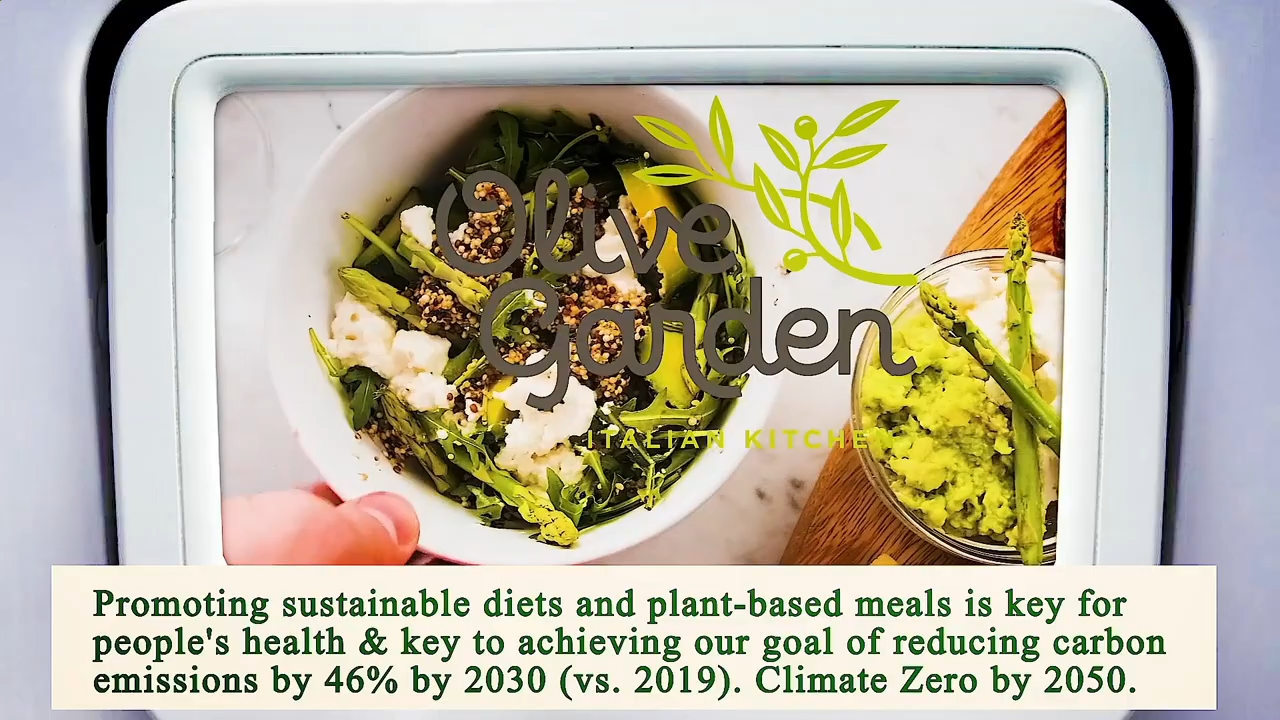 Olive
Garden
ITALIAN KITCHEN
Promoting sustainable diets and plant-based meals is key for
people's health & key to achieving our goal of reducing carbon
emissions by 46% by 2030 (vs. 2019). Climate Zero by 2050.